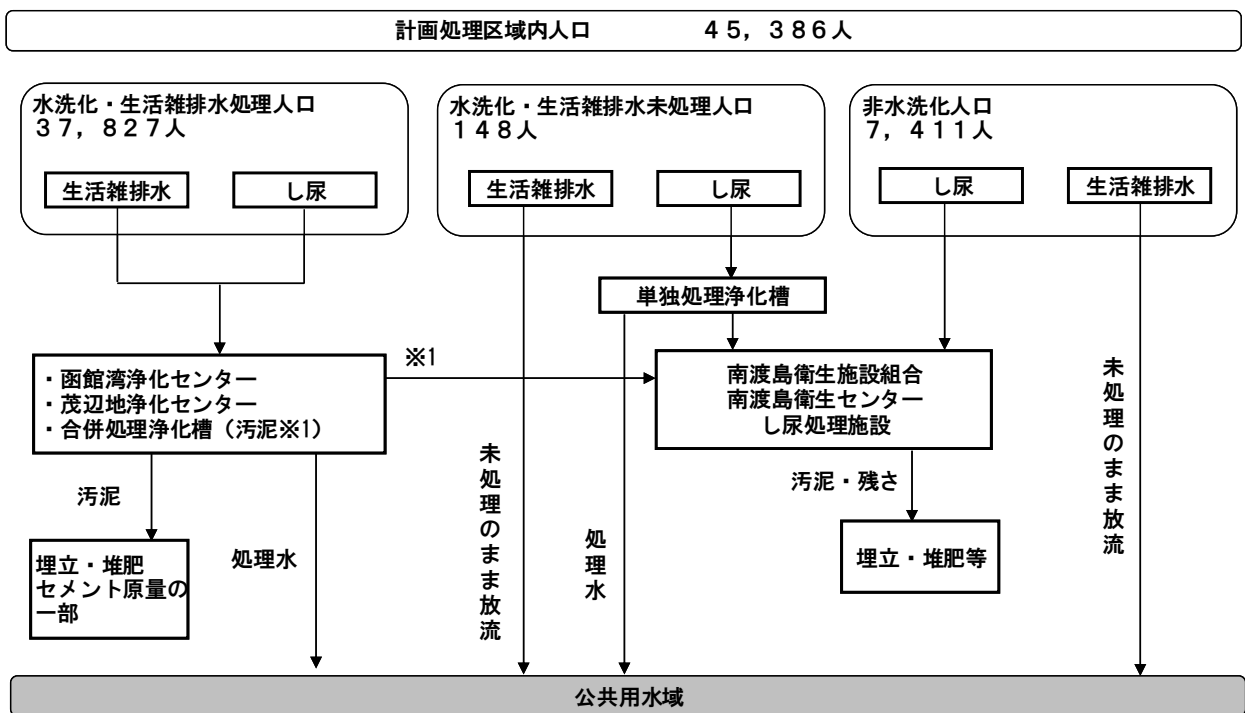 計画処理区域内人口　　　４５，３８６人
水洗化・生活雑排水処理人口
３７，８２７人
生活雑排水
し尿
水洗化・生活雑排水未処理人口
１４８人
生活雑排水
し尿
非水洗化人口
７，４１１人
し尿
生活雑排水
単独処理浄化槽
・函館湾浄化センター
・茂辺地浄化センター
・合併処理浄化槽（汚泥※1）
※1
南渡島衛生施設組合
南渡島衛生センター
し尿処理施設
汚泥
埋立・堆肥
セメント原量の
一部
処理水
未処理のまま放流
処理水
汚泥・残さ
埋立・堆肥等
未処理のまま放流
公共用水域